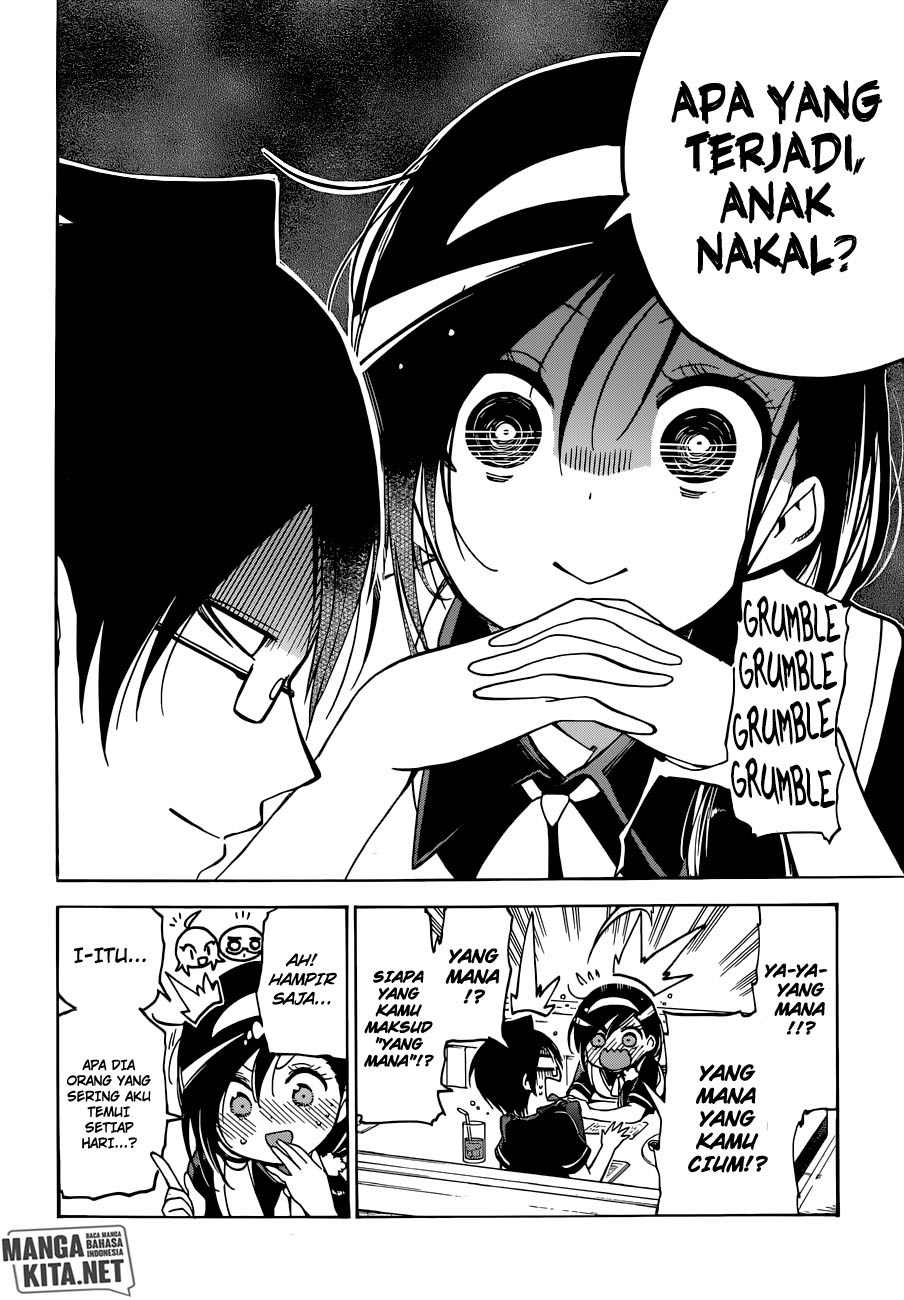 APA YANG
TERJADI,
ANAK
NAKAL?
GRUMBLE
GRUMBLE
GRUMBLE
GRUMBLE
YA-YA-
YANG
MANA
!!?
YANG
MANA
YANG
KAMU
CIUM!?
YANG
MANA
!?
SIAPA
YANG
KAMU
MAKSUD
"YANG
MANA"!?
AH!
HAMPIR
SAJA...
I-ITU...
APA DIA
ORANG YANG
SERING AKU
TEMUI
SETIAP
HARI...?
MANGA
BACA MANGA
BAHASA
INDONESIA
KITA.NET